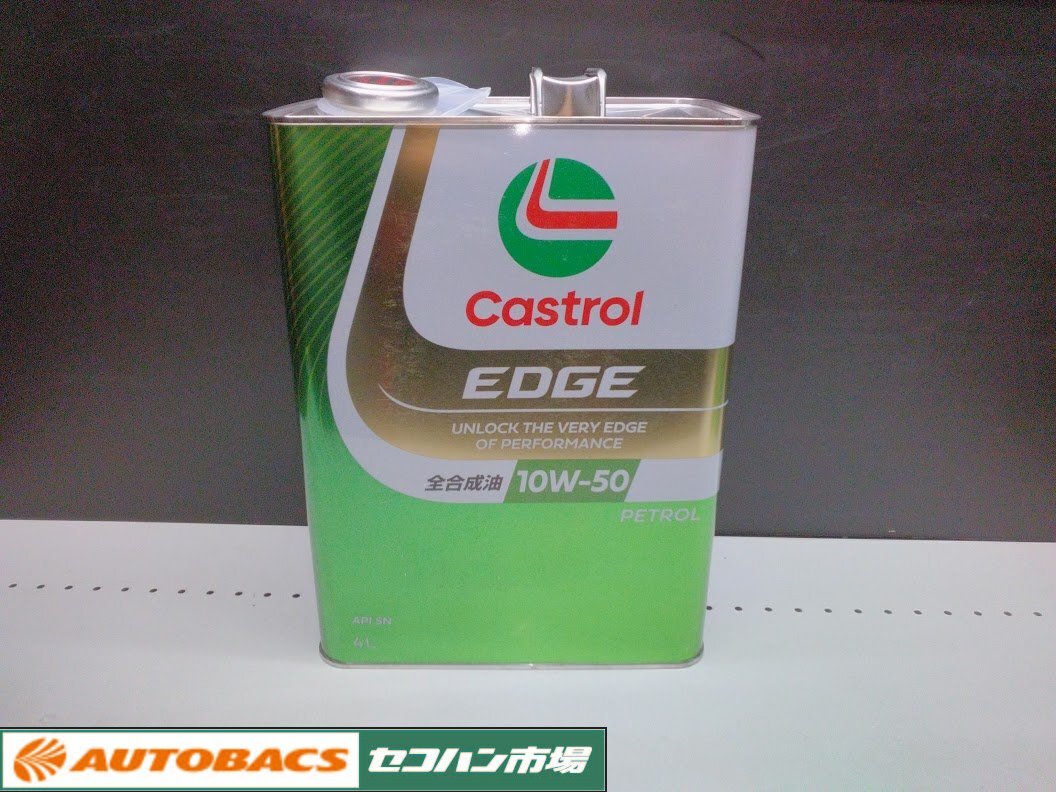 Castrol
EDGE
UNLOCK THE VERY EDGE
OF PERFORMANCE
全合成油 10W-50
PETROL
API SN
4L
AUTOBACS セコハン市場